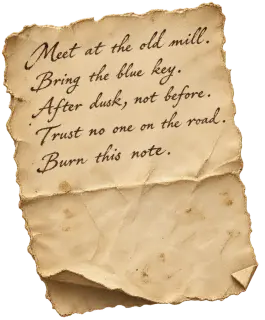 Meet at the old mill.
Bring the blue key.
After dusk, not before.
Trust no one on the road.
Burn this note.